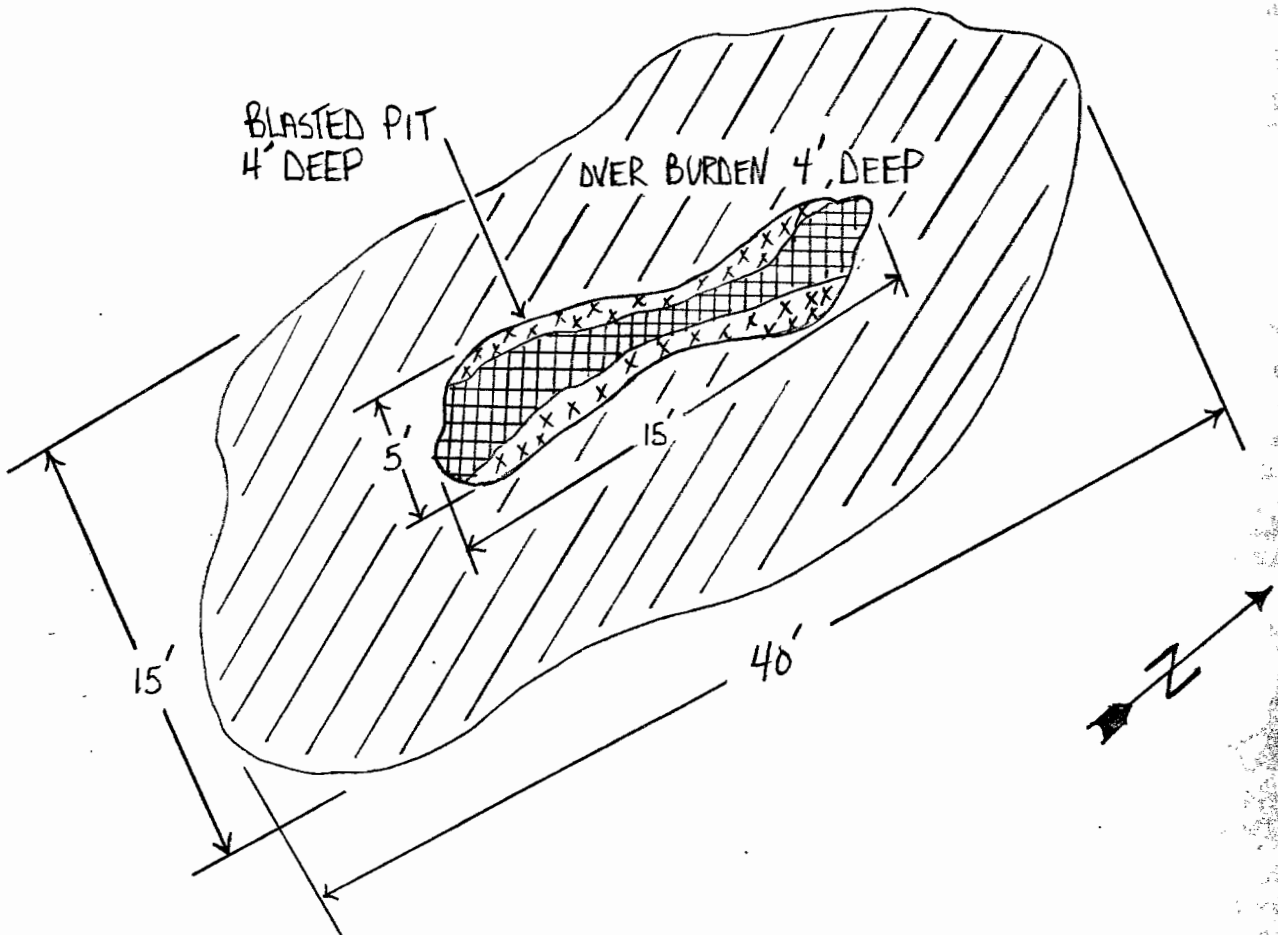 BLASTED PIT
4' DEEP
OVER BURDEN 4' DEEP
5'
15'
15'
40'
N